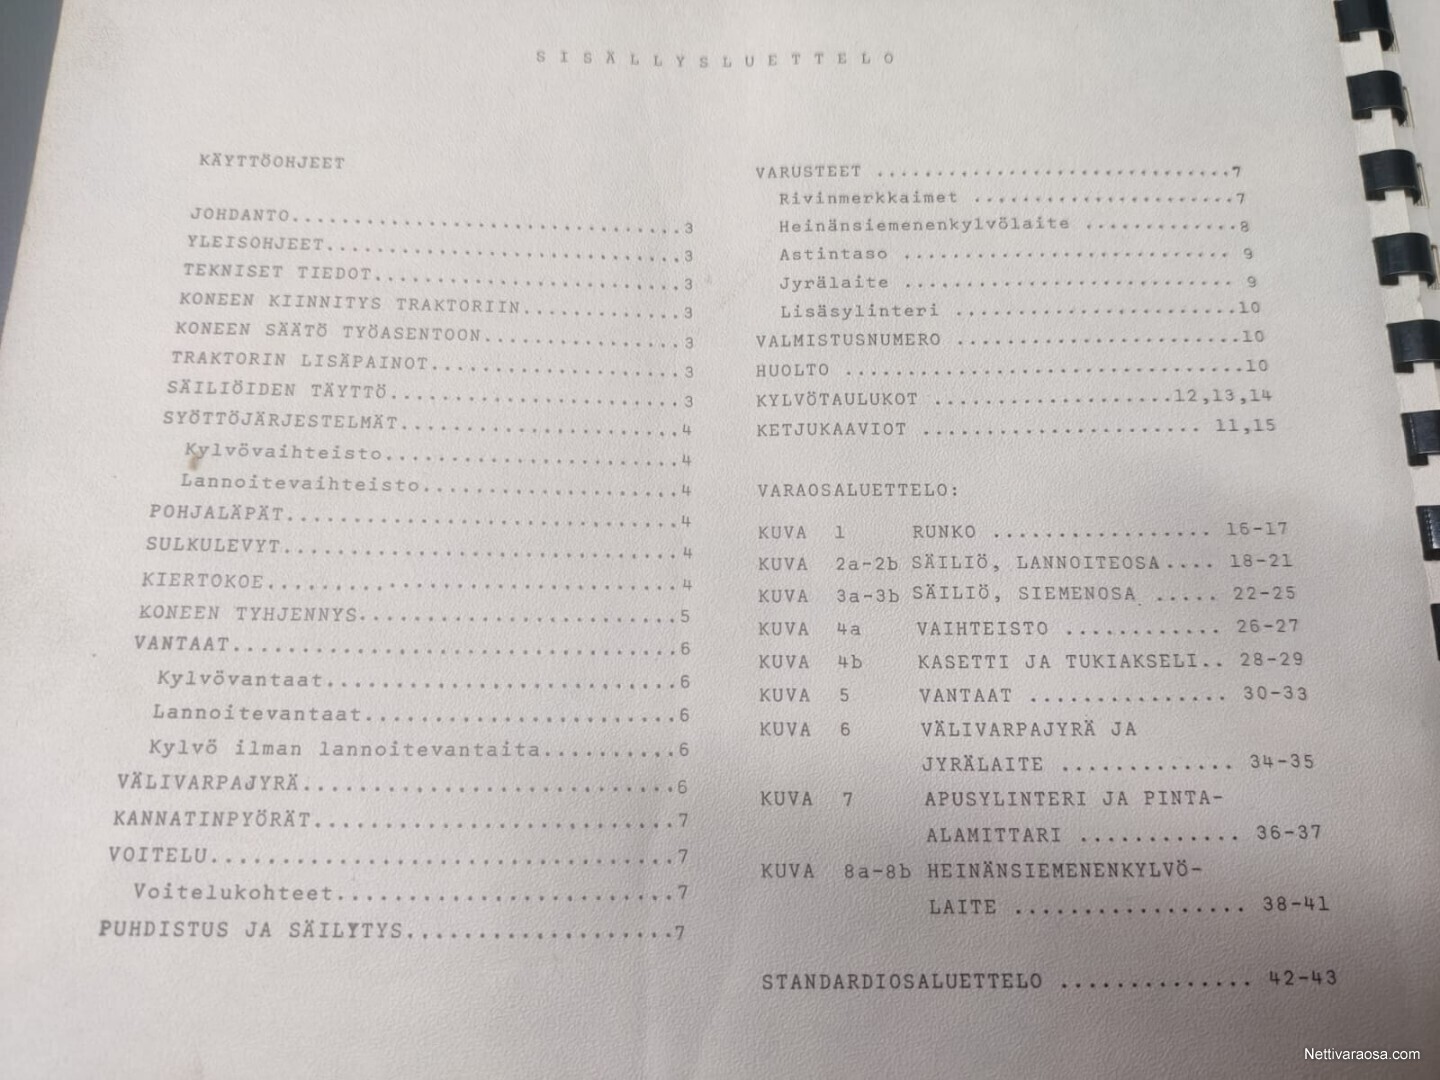 SISÄLLYSLUETTELO
KÄYTTÖOHJEET
JOHDANTO................................3
YLEISOHJEET.............................3
TEKNISET TIEDOT.........................3
KONEEN KIINNITYS TRAKTORIIN.............3
KONEEN SÄÄTÖ TYÖASENTOON................3
TRAKTORIN LISÄPAINOT....................3
SÄILIÖIDEN TÄYTTÖ.......................3
SYÖTTÖJÄRJESTELMÄT......................4
Kylvövaihteisto.........................4
Lannoitevaihteisto......................4
POHJALÄPÄT..............................4
SULKULEVYT..............................4
KIERTOKOE...............................4
KONEEN TYHJENNYS........................5
VANTAAT.................................6
Kylvövantaat............................6
Lannoitevantaat.........................6
Kylvö ilman lannoitevantaita............6
VÄLIVARPAJYRÄ...........................6
KANNATINPYÖRÄT..........................7
VOITELU.................................7
Voitelukohteet..........................7
PUHDISTUS JA SÄILYTYS...................7
VARUSTEET ..............................7
Rivinmerkkaimet ........................7
Heinänsiemenenkylvölaite .............8
Astintaso ............................ 9
Jyrälaite ............................ 9
Lisäsylinteri ........................10
VALMISTUSNUMERO ........................10
HUOLTO .................................10
KYLVÖTAULUKOT ...................12,13,14
KETJUKAAVIOT ...................... 11,15
VARAOSALUETTELO:
KUVA 1 RUNKO ................. 16-17
KUVA 2a-2b SÄILIÖ, LANNOITEOSA.... 18-21
KUVA 3a-3b SÄILIÖ, SIEMENOSA ..... 22-25
KUVA 4a VAIHTEISTO ............ 26-27
KUVA 4b KASETTI JA TUKIAKSELI.. 28-29
KUVA 5 VANTAAT ............... 30-33
KUVA 6 VÄLIVARPAJYRÄ JA
JYRÄLAITE ............. 34-35
KUVA 7 APUSYLINTERI JA PINTA-
ALAMITTARI ............ 36-37
KUVA 8a-8b HEINÄNSIEMENENKYLVÖ-
LAITE ................. 38-41
STANDARDIOSALUETTELO .............. 42-43
Nettivaraosa.com